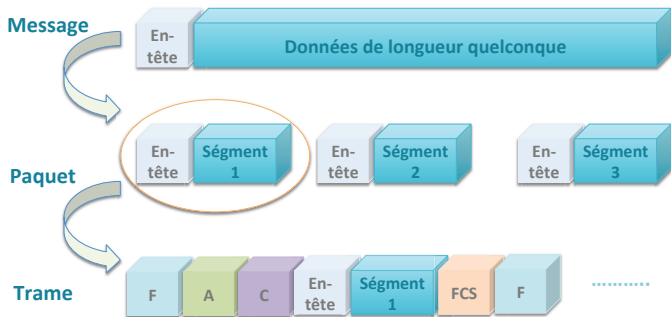 Message
En-
tête
Données de longueur quelconque
En-
tête
Ségment
1
En-
tête
Ségment
2
En-
tête
Ségment
3
Paquet
Trame
F
A
C
En-
tête
Ségment
1
FCS
F
............